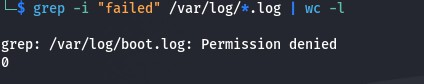 └─$ grep -i "failed" /var/log/*.log | wc -l
grep: /var/log/boot.log: Permission denied
0